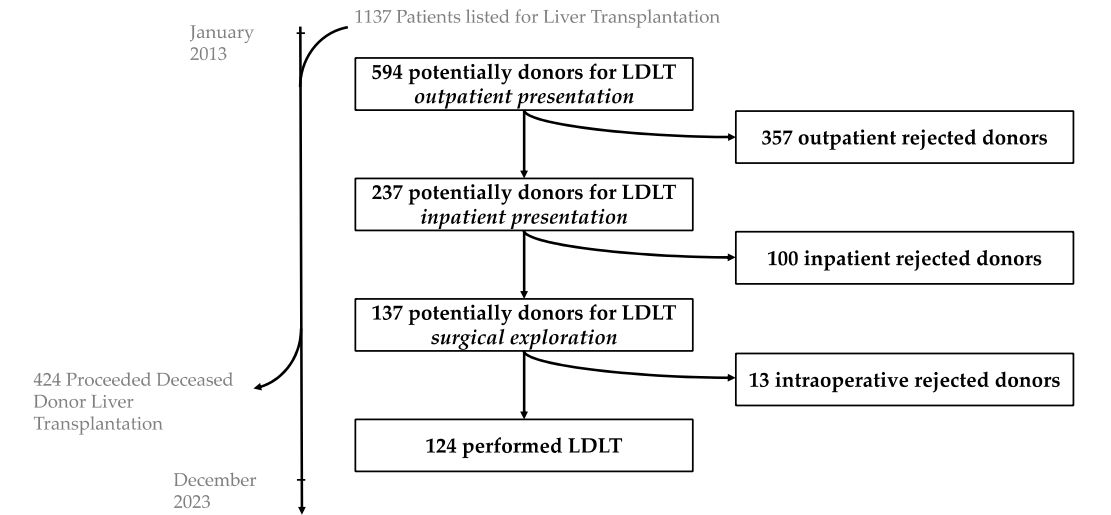 1137 Patients listed for Liver Transplantation
January
2013
594 potentially donors for LDLT
outpatient presentation
357 outpatient rejected donors
237 potentially donors for LDLT
inpatient presentation
100 inpatient rejected donors
137 potentially donors for LDLT
surgical exploration
13 intraoperative rejected donors
424 Proceeded Deceased
Donor Liver
Transplantation
124 performed LDLT
December
2023